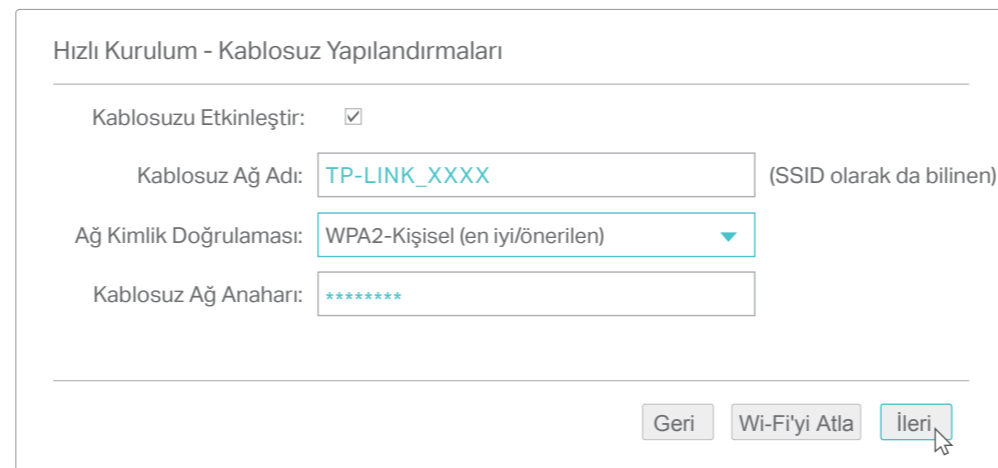 Hızlı Kurulum - Kablosuz Yapılandırmaları
Kablosuzu Etkinleştir:
Kablosuz Ağ Adı: TP-LINK_XXXX (SSID olarak da bilinen)
Ağ Kimlik Doğrulaması: WPA2-Kişisel (en iyi/önerilen)
Kablosuz Ağ Anaharı: ********
Geri Wi-Fi'yi Atla İleri